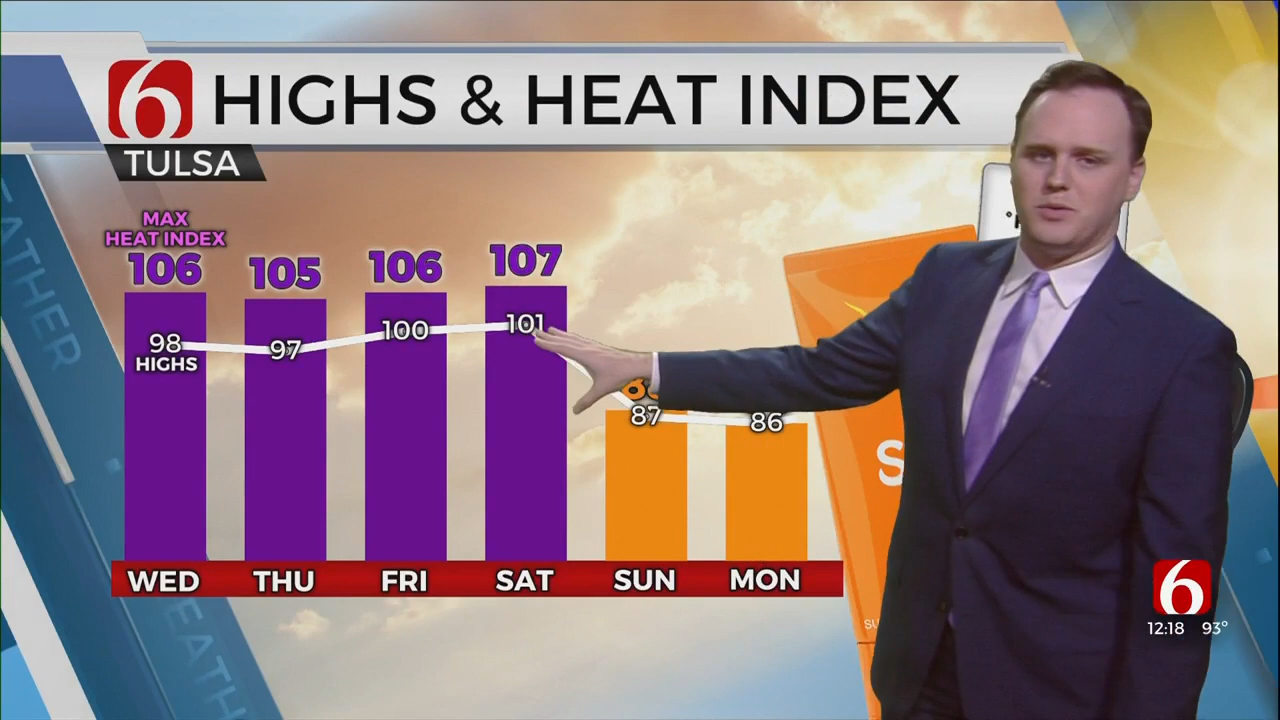 6 HIGHS & HEAT INDEX
TULSA
MAX
HEAT INDEX
106 105 106 107
98 97 100 101
HIGHS
87 86
WED THU FRI SAT SUN MON
6
12:18 93°